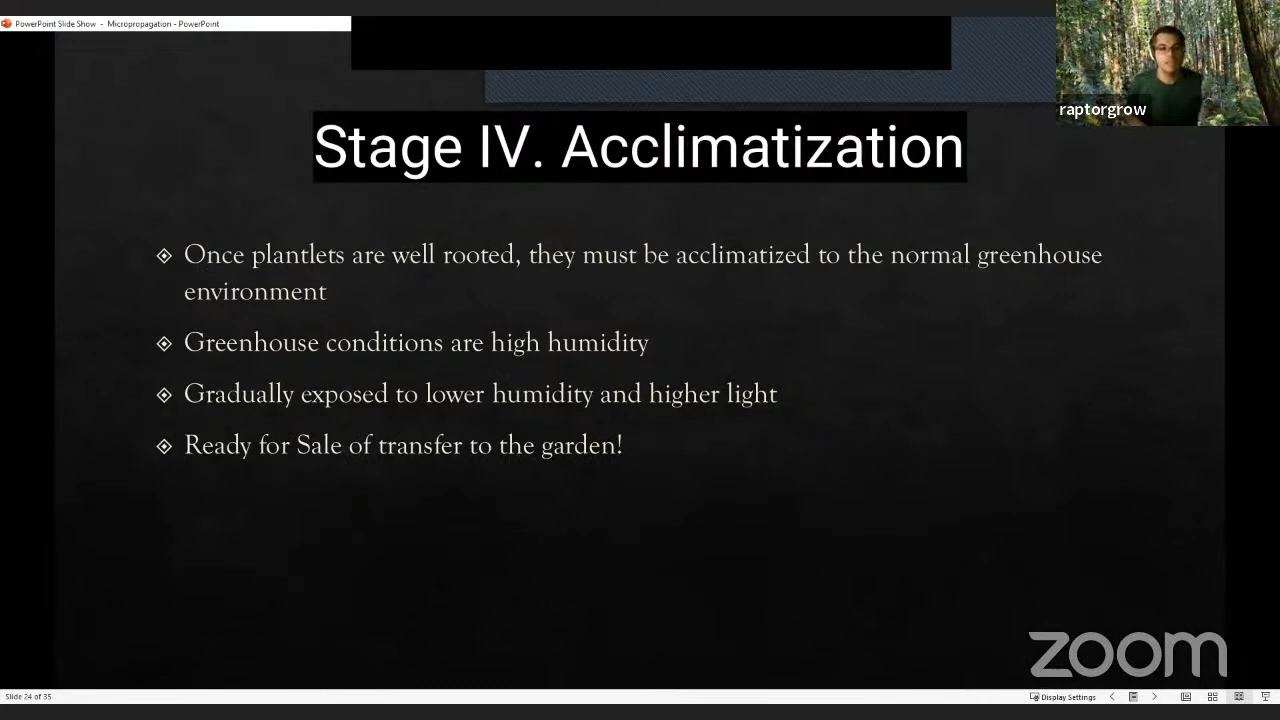 PowerPoint Slide Show - Micropropagation - PowerPoint
raptorgrow
Stage IV. Acclimatization
Once plantlets are well rooted, they must be acclimatized to the normal greenhouse
environment
Greenhouse conditions are high humidity
Gradually exposed to lower humidity and higher light
Ready for Sale of transfer to the garden!
zoom
Slide 24 of 35
Display Settings